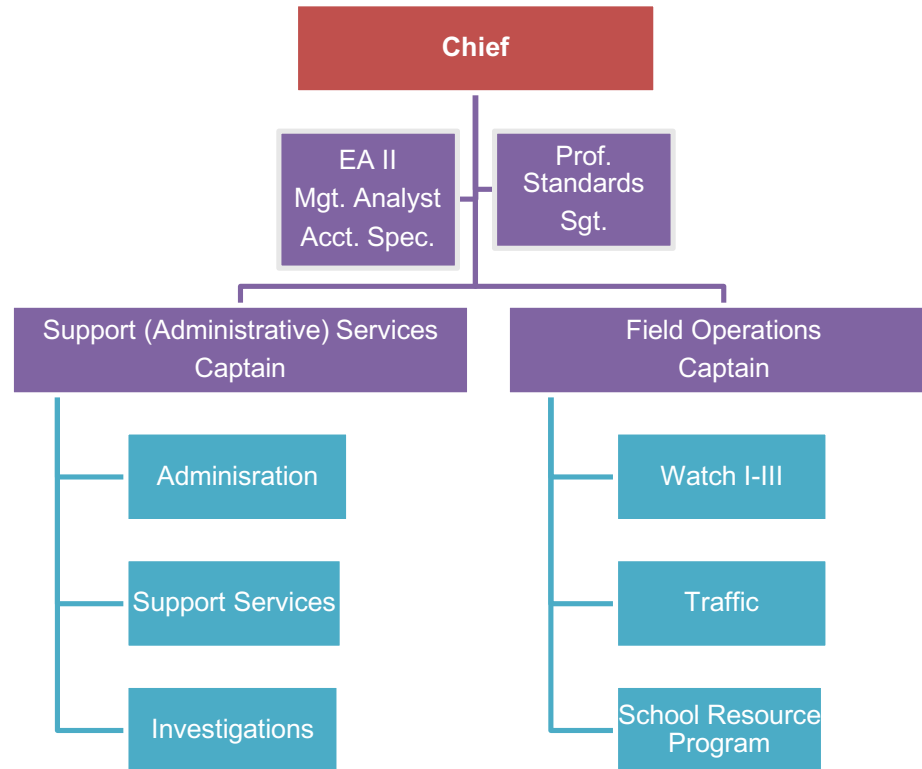 Chief
EA II
Mgt. Analyst
Acct. Spec.
Prof.
Standards
Sgt.
Support (Administrative) Services
Captain
Field Operations
Captain
Adminisration
Support Services
Investigations
Watch I-III
Traffic
School Resource
Program